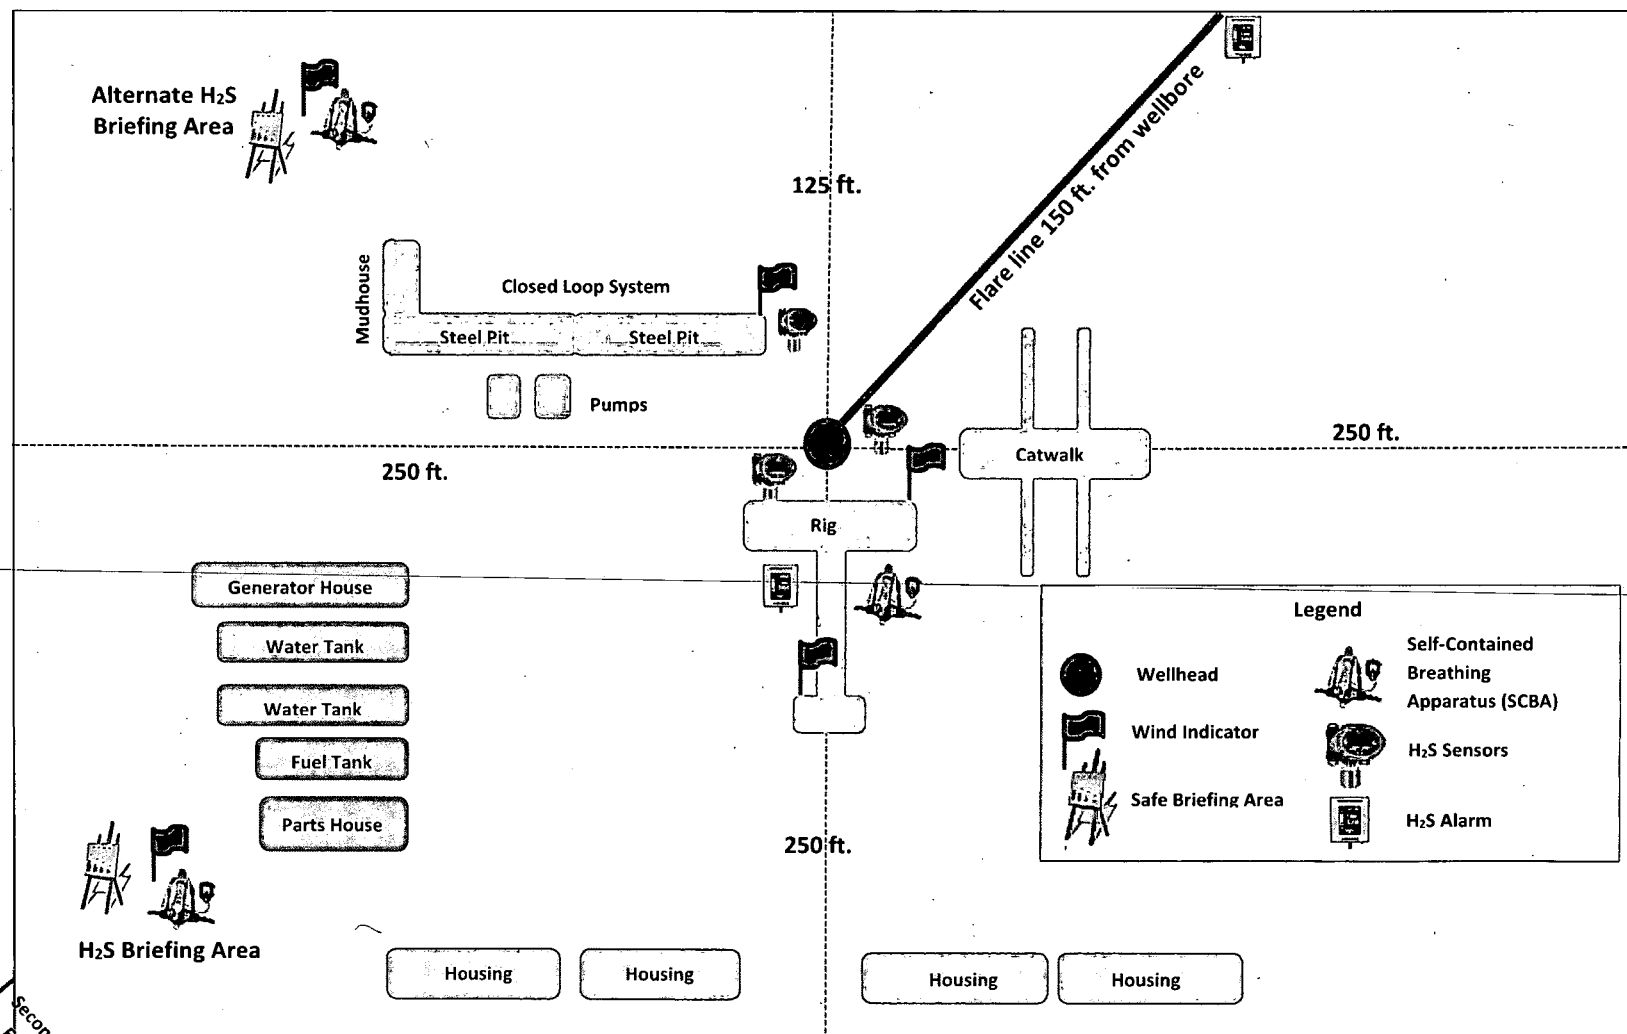 Alternate H2S
Briefing Area
125 ft.
Flare line 150 ft. from wellbore
Mudhouse
Closed Loop System
Steel Pit
Steel Pit
Pumps
250 ft.
250 ft.
Catwalk
Rig
Generator House
Water Tank
Water Tank
Fuel Tank
Parts House
H2S Briefing Area
250 ft.
Housing
Housing
Housing
Housing
Legend
Wellhead
Wind Indicator
Safe Briefing Area
Self-Contained
Breathing
Apparatus (SCBA)
H2S Sensors
H2S Alarm